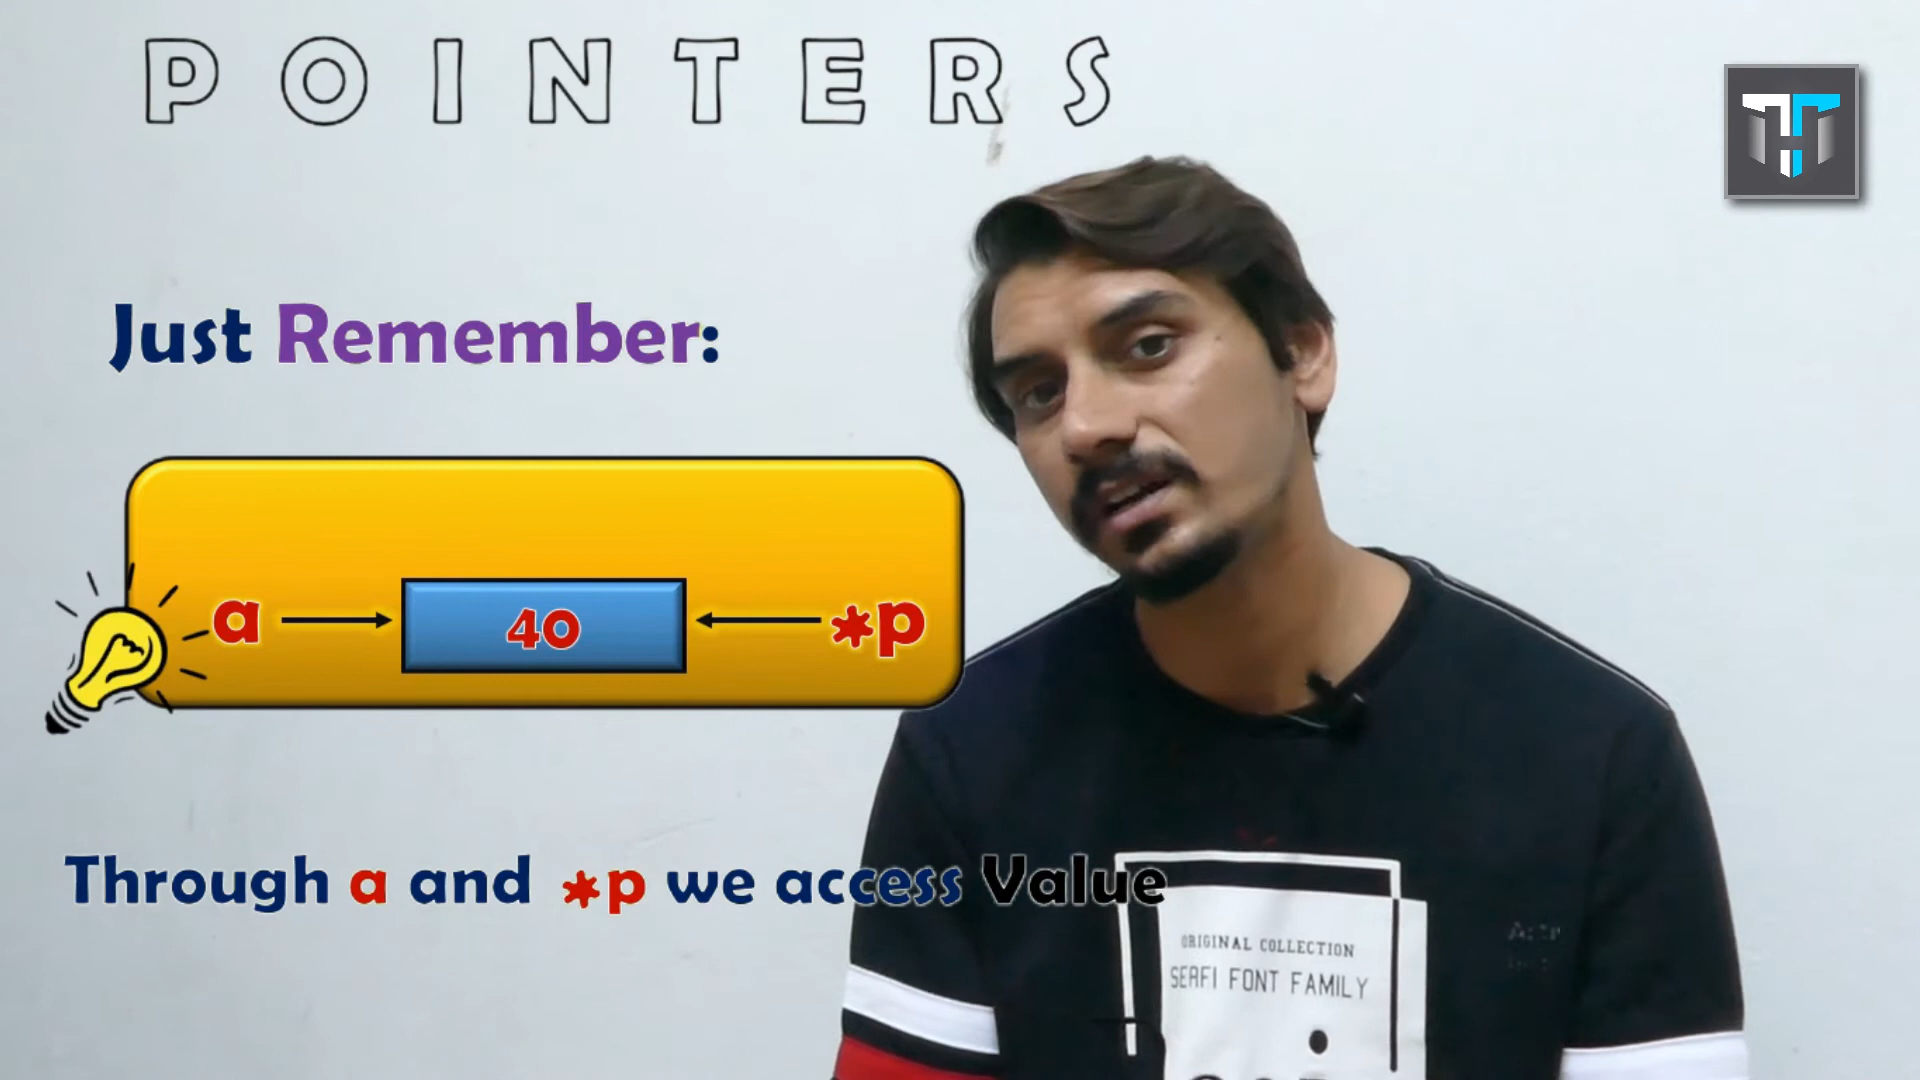 POINTERS
Just Remember:
a 40 *p
Through a and *p we access Value
ORIGINAL COLLECTION
SERFI FONT FAMILY